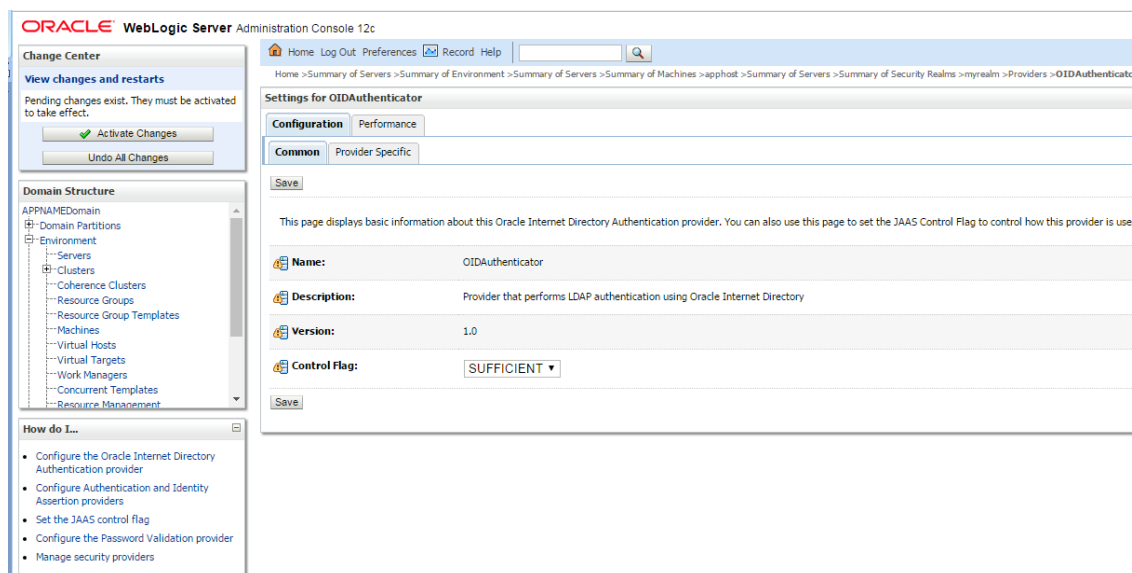 ORACLE WebLogic Server Administration Console 12c
Change Center
View changes and restarts
Pending changes exist. They must be activated
to take effect.
Activate Changes
Undo All Changes
Domain Structure
APPNAMEDomain
Domain Partitions
Environment
Servers
Clusters
Coherence Clusters
Resource Groups
Resource Group Templates
Machines
Virtual Hosts
Virtual Targets
Work Managers
Concurrent Templates
Resource Management
How do I...
Configure the Oracle Internet Directory
Authentication provider
Configure Authentication and Identity
Assertion providers
Set the JAAS control flag
Configure the Password Validation provider
Manage security providers
Home Log Out Preferences Record Help
Home >Summary of Servers >Summary of Environment >Summary of Servers >Summary of Machines >apphost >Summary of Servers >Summary of Security Realms >myrealm >Providers >OIDAuthenticato
Settings for OIDAuthenticator
Configuration Performance
Common Provider Specific
Save
This page displays basic information about this Oracle Internet Directory Authentication provider. You can also use this page to set the JAAS Control Flag to control how this provider is use
Name: OIDAuthenticator
Description: Provider that performs LDAP authentication using Oracle Internet Directory
Version: 1.0
Control Flag: SUFFICIENT
Save